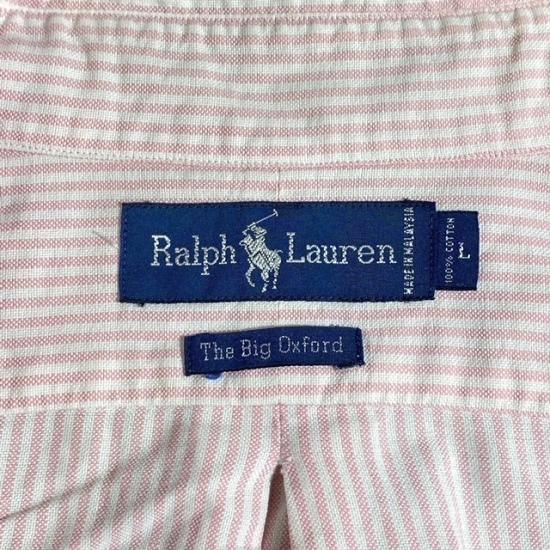 Ralph Lauren
MADE IN MALAYSIA
100% COTTON
L
The Big Oxford